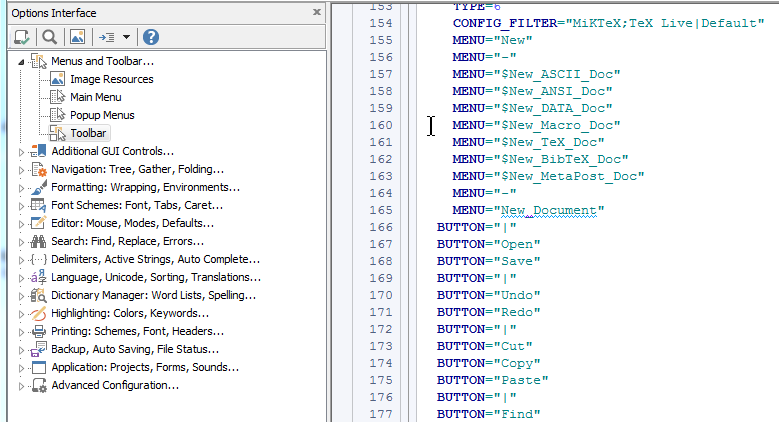 Options Interface
Menus and Toolbar...
Image Resources
Main Menu
Popup Menus
Toolbar
Additional GUI Controls...
Navigation: Tree, Gather, Folding...
Formatting: Wrapping, Environments...
Font Schemes: Font, Tabs, Caret...
Editor: Mouse, Modes, Defaults...
Search: Find, Replace, Errors...
Delimiters, Active Strings, Auto Complete...
Language, Unicode, Sorting, Translations...
Dictionary Manager: Word Lists, Spelling...
Highlighting: Colors, Keywords...
Printing: Schemes, Font, Headers...
Backup, Auto Saving, File Status...
Application: Projects, Forms, Sounds...
Advanced Configuration...
153 TYPE=6
154 CONFIG_FILTER="MiKTeX;TeX Live|Default"
155 MENU="New"
156 MENU="-"
157 MENU="$New_ASCII_Doc"
158 MENU="$New_ANSI_Doc"
159 MENU="$New_DATA_Doc"
160 MENU="$New_Macro_Doc"
161 MENU="$New_TeX_Doc"
162 MENU="$New_BibTeX_Doc"
163 MENU="$New_MetaPost_Doc"
164 MENU="-"
165 MENU="New_Document"
166 BUTTON="|"
167 BUTTON="Open"
168 BUTTON="Save"
169 BUTTON="|"
170 BUTTON="Undo"
171 BUTTON="Redo"
172 BUTTON="|"
173 BUTTON="Cut"
174 BUTTON="Copy"
175 BUTTON="Paste"
176 BUTTON="|"
177 BUTTON="Find"